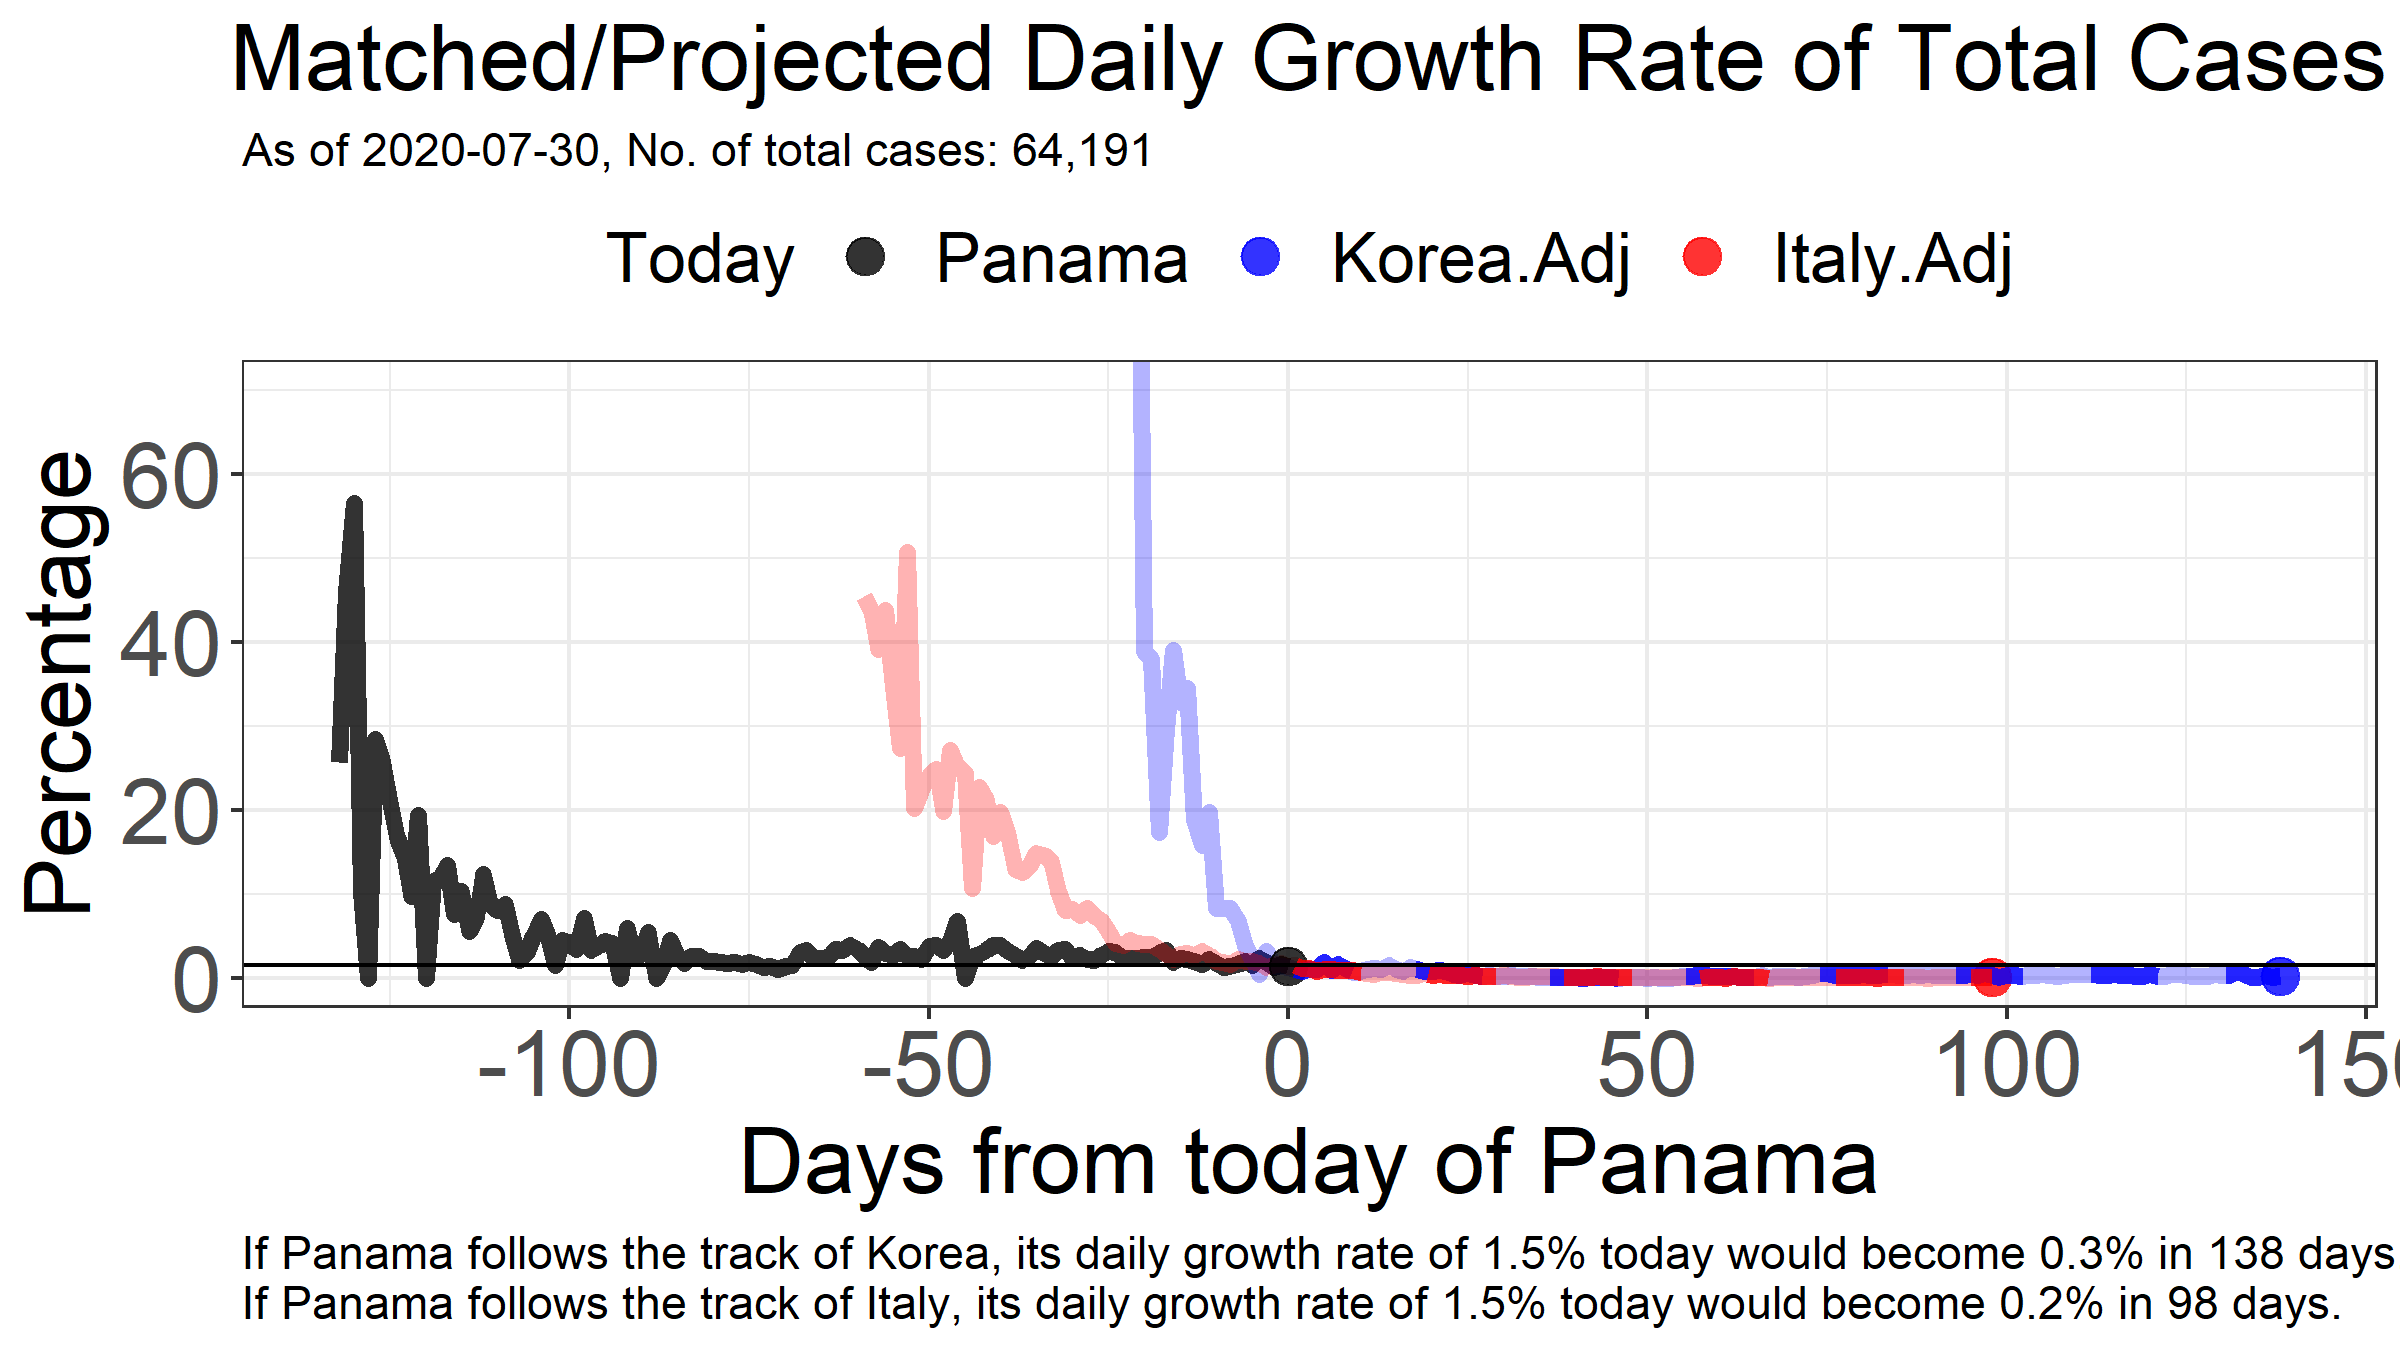 Matched/Projected Daily Growth Rate of Total Cases
As of 2020-07-30, No. of total cases: 64,191
Today Panama Korea.Adj Italy.Adj
Percentage
60
40
20
0
-100 -50 0 50 100 150
Days from today of Panama
If Panama follows the track of Korea, its daily growth rate of 1.5% today would become 0.3% in 138 days
If Panama follows the track of Italy, its daily growth rate of 1.5% today would become 0.2% in 98 days.